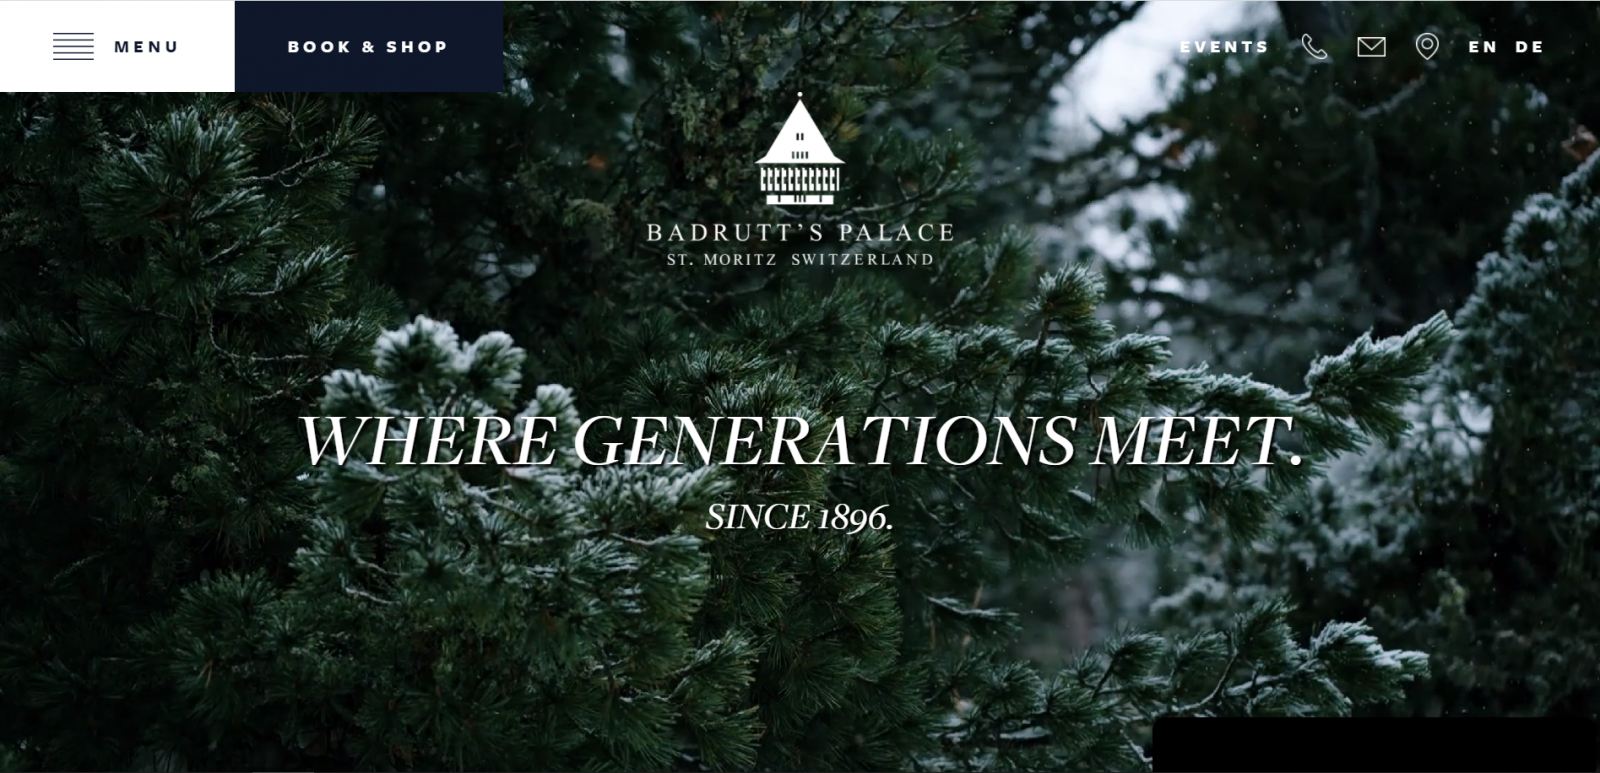 MENU
BOOK & SHOP
EVENTS
EN DE
BADRUTT'S PALACE
ST. MORITZ SWITZERLAND
WHERE GENERATIONS MEET.
SINCE 1896.